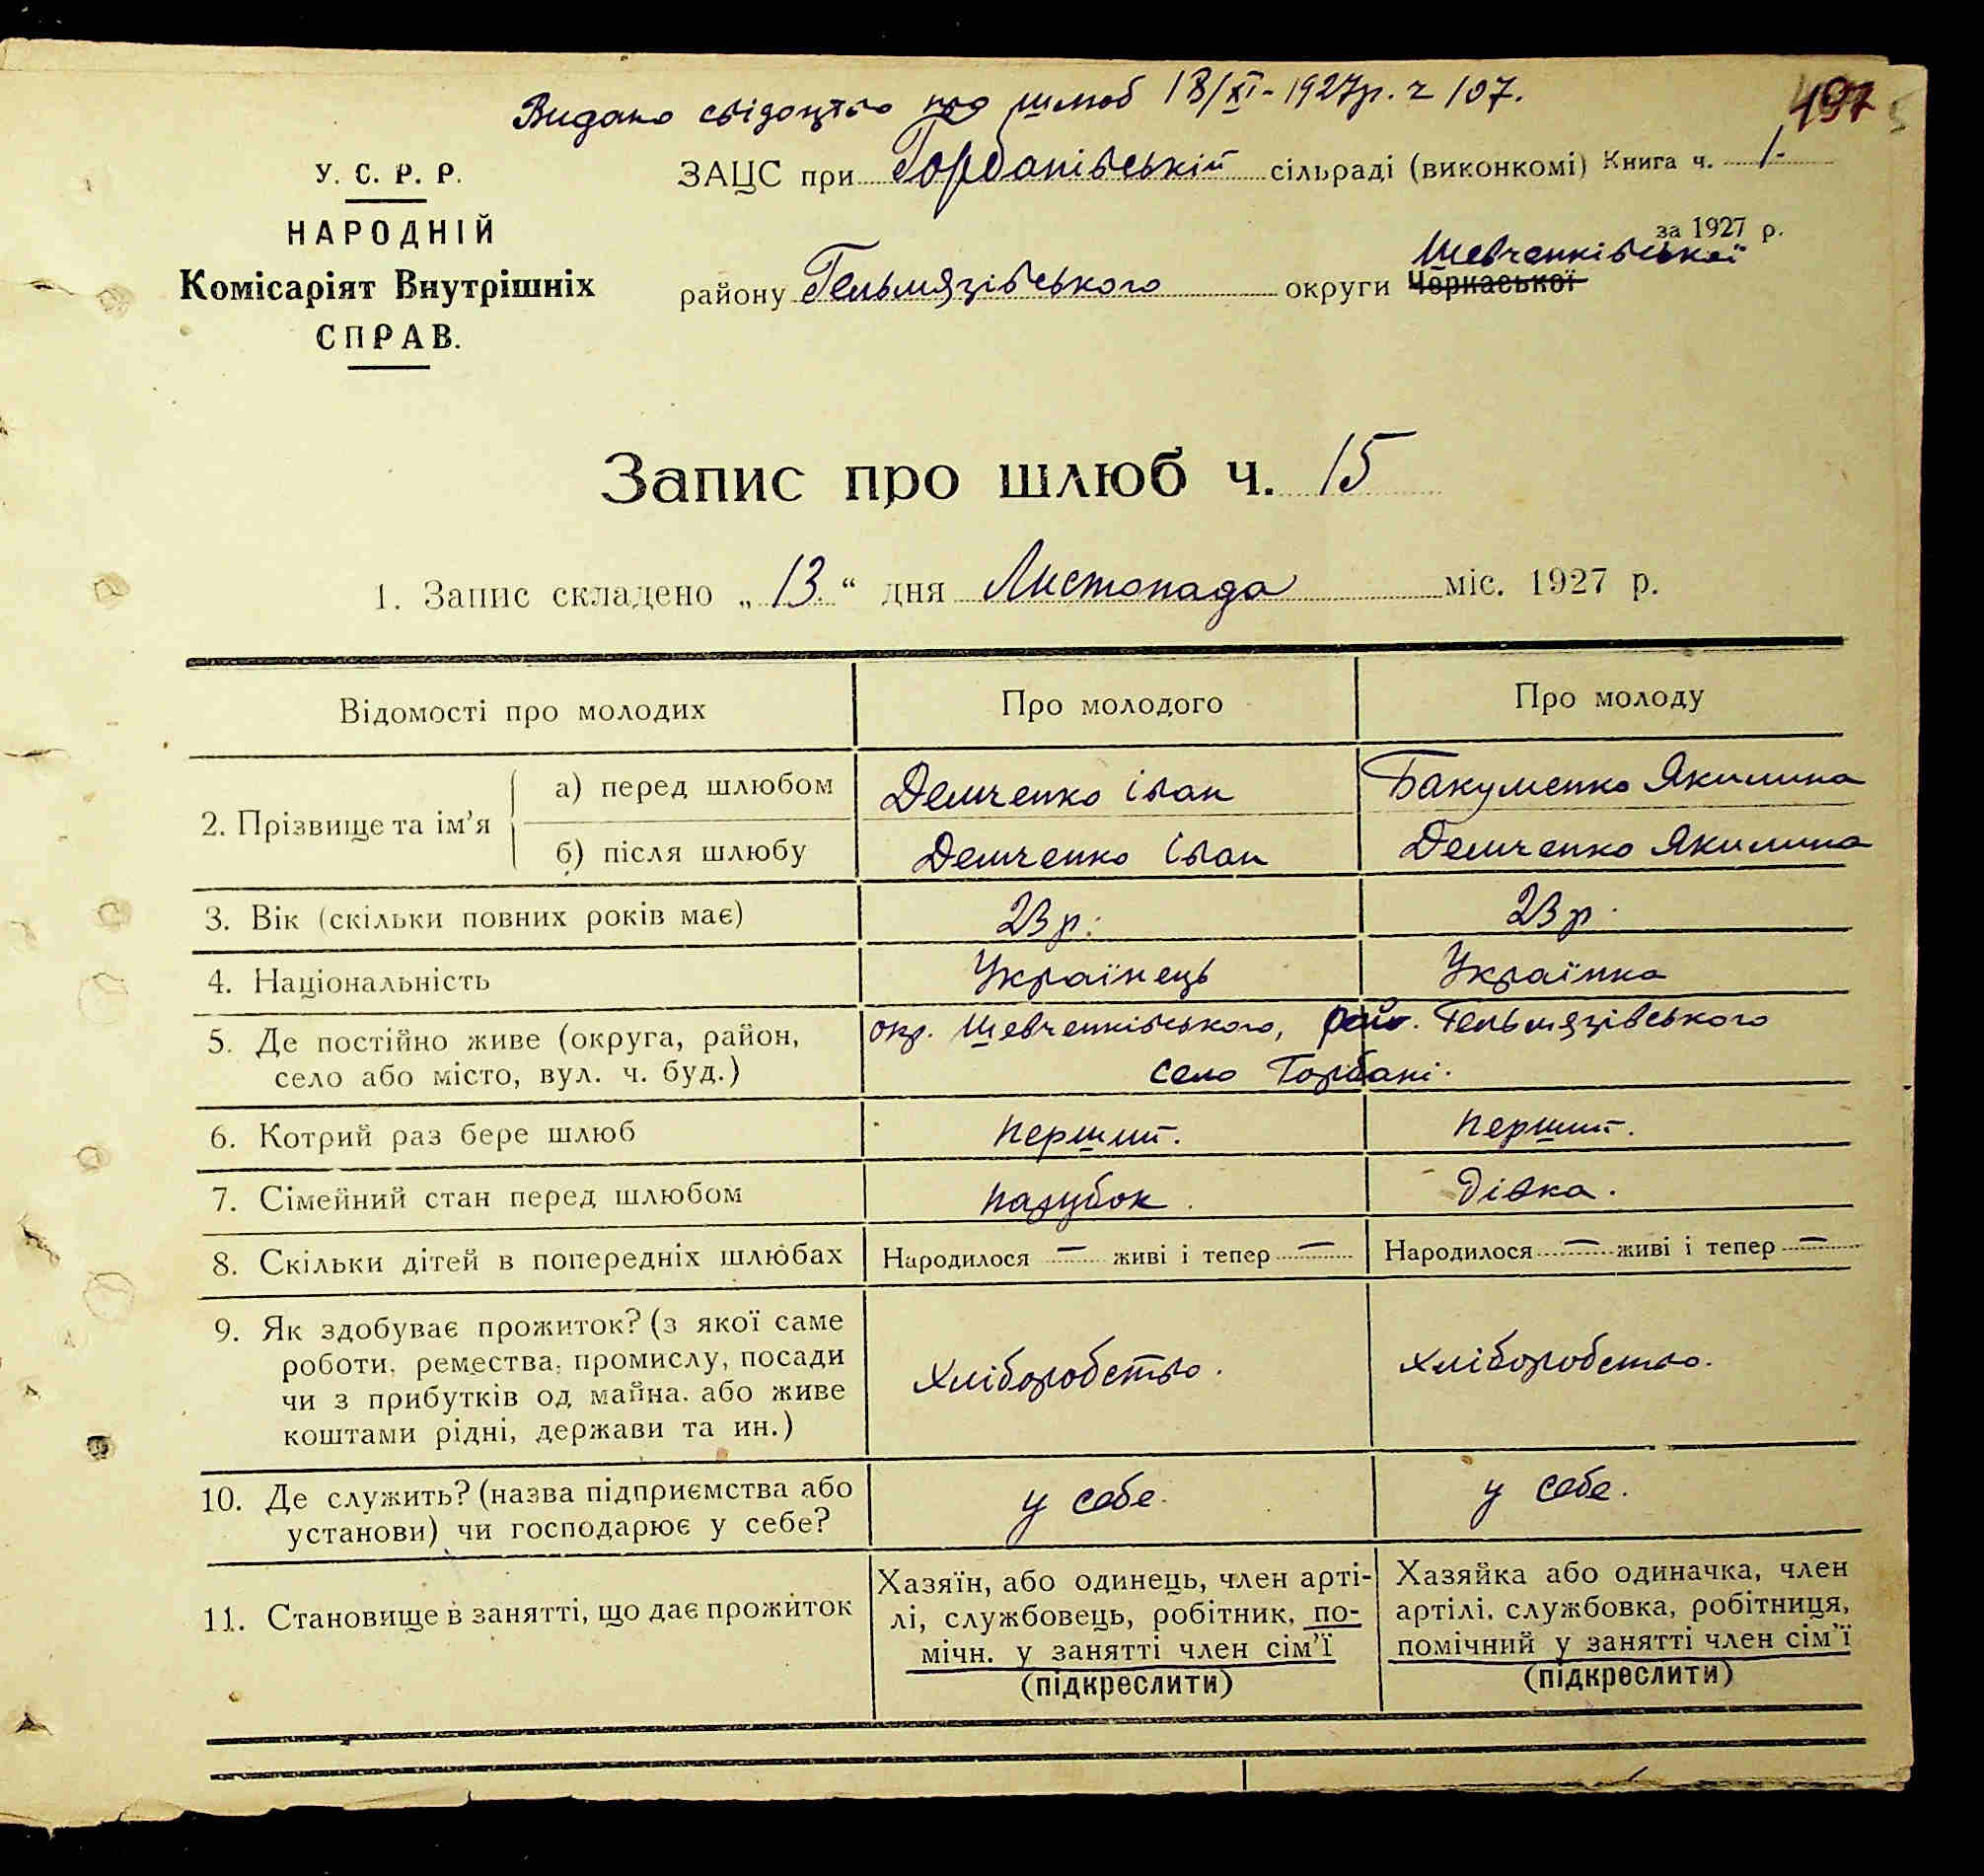 Видано свідоцтво про шлюб 18/XI-1927р. ч 107.
497
У. С. Р. Р.
НАРОДНІЙ
Комісаріят Внутрішніх
СПРАВ.
ЗАЦС при Горбанівській сільраді (виконкомі) Книга ч. 1.
за 1927 р.
Шевченківської
району Гельмязівського округи Черкаської
Запис про шлюб ч. 15
1. Запис складено „13“ дня Листопада міс. 1927 р.
Відомості про молодих Про молодого Про молоду
2. Прізвище та ім’я а) перед шлюбом Демченко Іван Бакуменко Якилина
б) після шлюбу Демченко Іван Демченко Якилина
3. Вік (скільки повних років має) 23 р. 23 р.
4. Національність Українець Українка
5. Де постійно живе (округа, район, окр. Шевченківського, рай. Гельмязівського
село або місто, вул. ч. буд.) село Горбані.
6. Котрий раз бере шлюб перший. перший.
7. Сімейний стан перед шлюбом парубок. дівка.
8. Скільки дітей в попередніх шлюбах Народилося — живі і тепер — Народилося — живі і тепер —
9. Як здобуває прожиток? (з якої саме
роботи, ремества, промислу, посади
чи з прибутків од майна. або живе
коштами рідні, держави та ин.)
хліборобство. хліборобство.
10. Де служить? (назва підприємства або
установи) чи господарює у себе?
у себе. у себе.
11. Становище в занятті, що дає прожиток
Хазяїн, або одинець, член арті-
лі, службовець, робітник, по-
мічн. у занятті член сім’ї
(підкреслити)
Хазяйка або одиначка, член
артілі. службовка, робітниця,
помічний у занятті член сім’ї
(підкреслити)